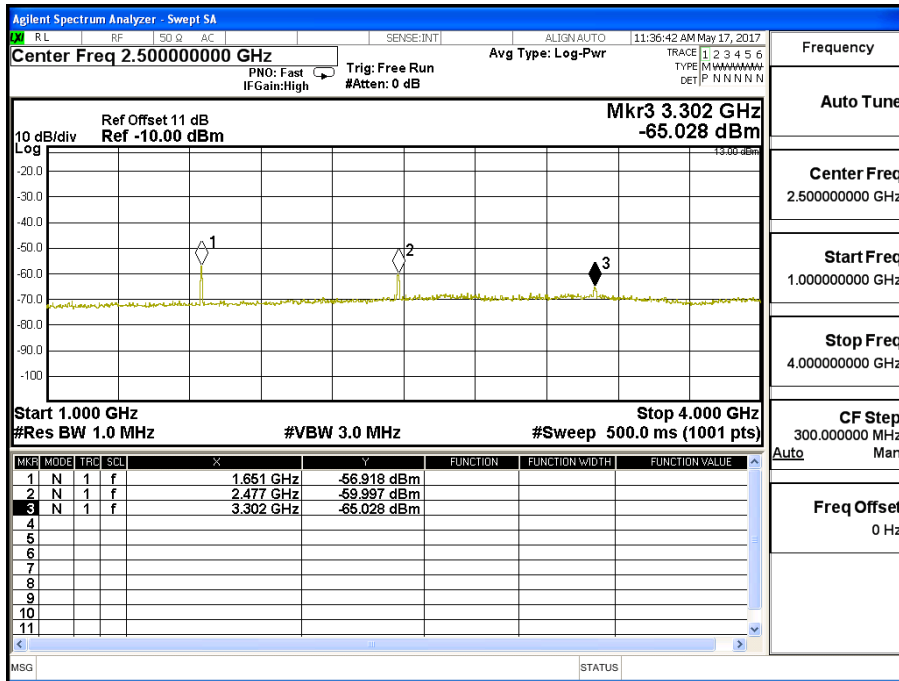 Agilent Spectrum Analyzer - Swept SA
LXI RL RF 50 Ω AC SENSE:INT ALIGNAUTO 11:36:42 AM May 17, 2017
Center Freq 2.500000000 GHz
Avg Type: Log-Pwr
TRACE 1 2 3 4 5 6
PNO: Fast
Trig: Free Run
TYPE MWWWWW
IFGain:High
#Atten: 0 dB
DET P N N N N N
Frequency
Auto Tune
Center Freq
2.500000000 GHz
Start Freq
1.000000000 GHz
Stop Freq
4.000000000 GHz
CF Step
300.000000 MHz
Auto Man
Freq Offset
0 Hz
Mkr3 3.302 GHz
Ref Offset 11 dB
-65.028 dBm
10 dB/div Ref -10.00 dBm
Log
13.00 dBm
-20.0
-30.0
-40.0
-50.0
-60.0
-70.0
-80.0
-90.0
-100
1
2
3
Start 1.000 GHz Stop 4.000 GHz
#Res BW 1.0 MHz #VBW 3.0 MHz #Sweep 500.0 ms (1001 pts)
MKR MODE TRC SCL X Y FUNCTION FUNCTION WIDTH FUNCTION VALUE
1 N 1 f 1.651 GHz -56.918 dBm
2 N 1 f 2.477 GHz -59.997 dBm
3 N 1 f 3.302 GHz -65.028 dBm
4
5
6
7
8
9
10
11
MSG STATUS